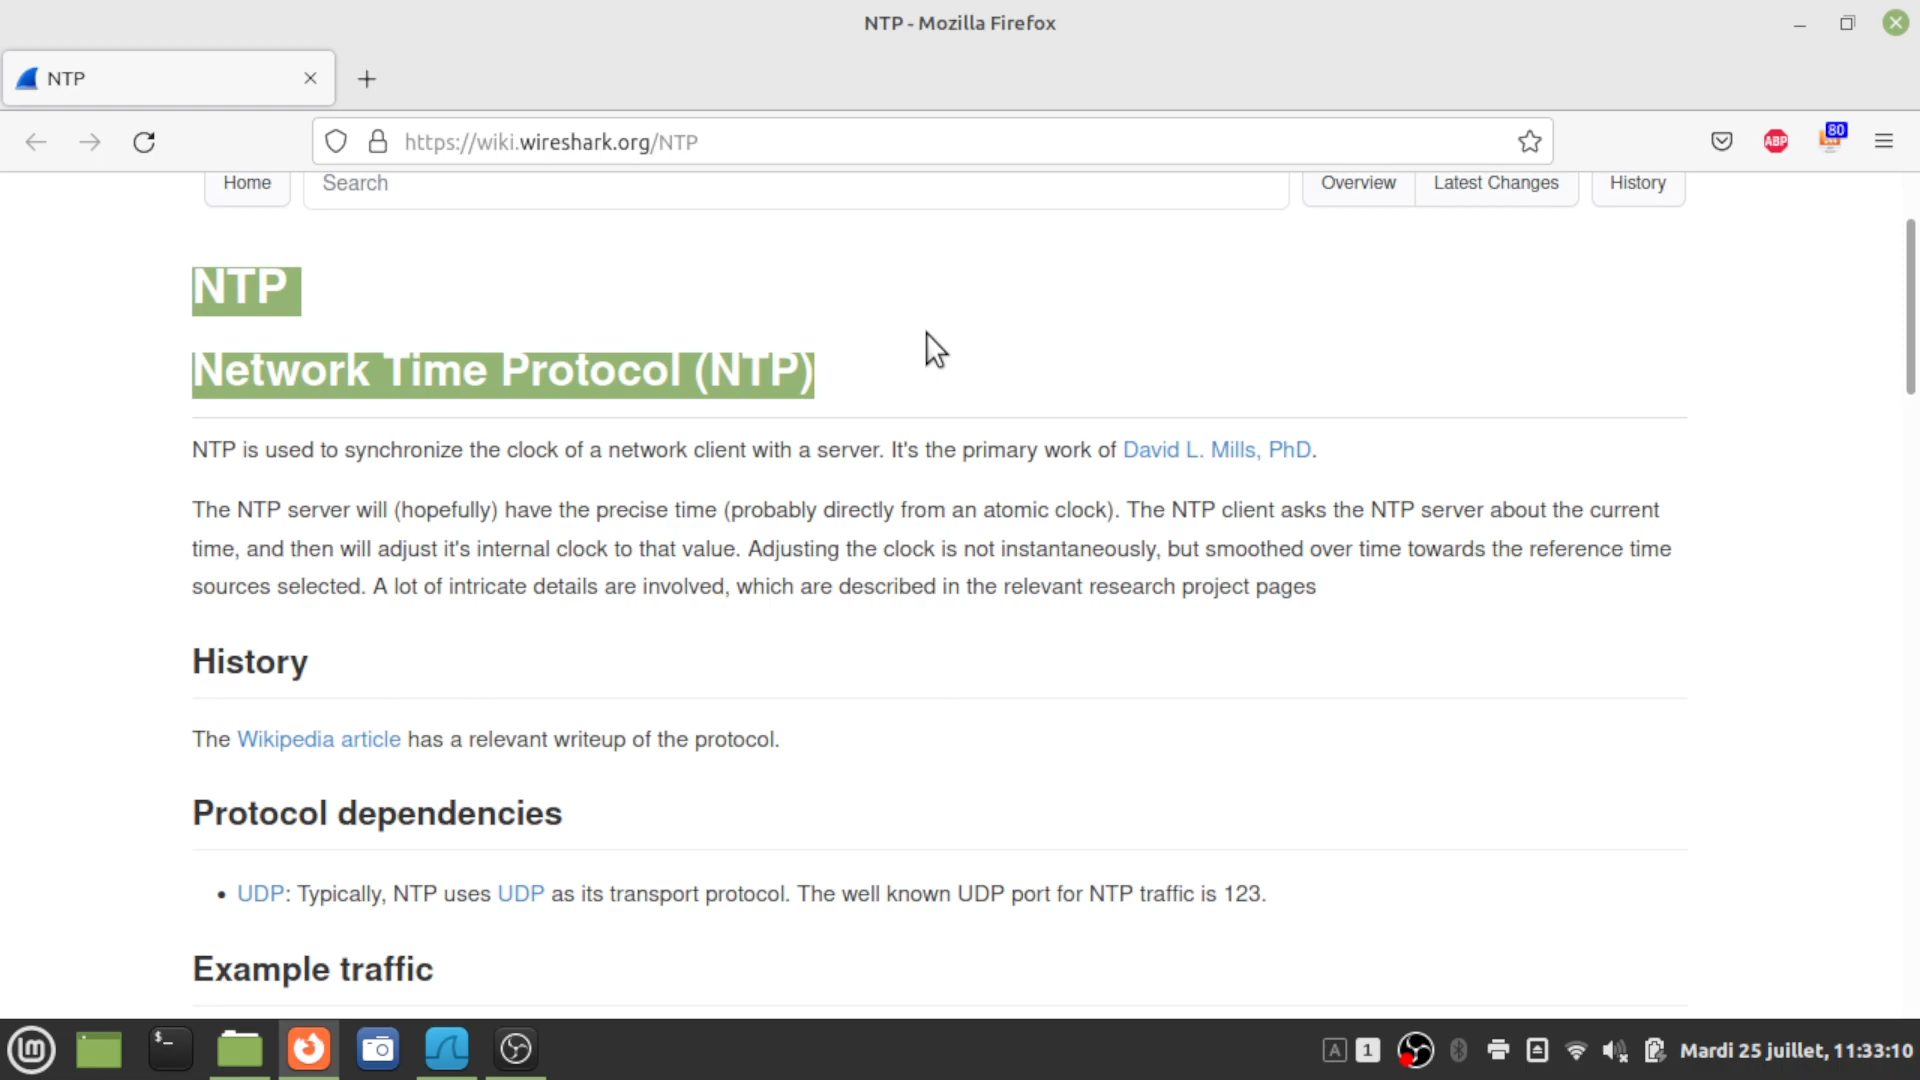 NTP - Mozilla Firefox
NTP
https://wiki.wireshark.org/NTP
ABP
80
Home
Search
Overview
Latest Changes
History
NTP
Network Time Protocol (NTP)
NTP is used to synchronize the clock of a network client with a server. It's the primary work of David L. Mills, PhD.
The NTP server will (hopefully) have the precise time (probably directly from an atomic clock). The NTP client asks the NTP server about the current
time, and then will adjust it's internal clock to that value. Adjusting the clock is not instantaneously, but smoothed over time towards the reference time
sources selected. A lot of intricate details are involved, which are described in the relevant research project pages
History
The Wikipedia article has a relevant writeup of the protocol.
Protocol dependencies
• UDP: Typically, NTP uses UDP as its transport protocol. The well known UDP port for NTP traffic is 123.
Example traffic
$_
A
1
Mardi 25 juillet, 11:33:10